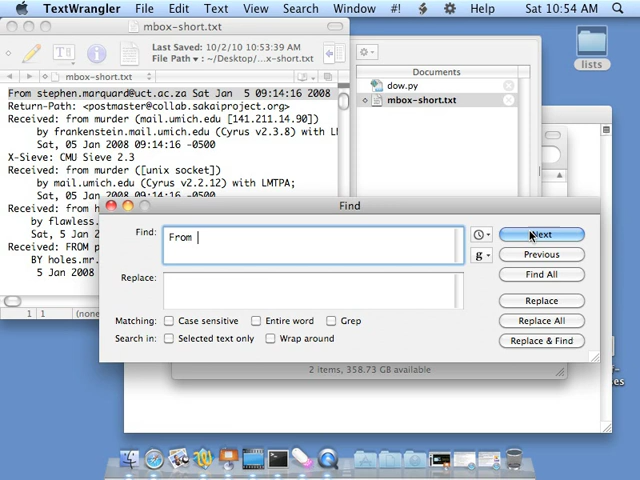 TextWrangler File Edit Text View Search Window #! Help Sat 10:54 AM
mbox-short.txt
Last Saved: 10/2/10 10:53:39 AM
File Path ▾: ~/Desktop/...x-short.txt
mbox-short.txt
From stephen.marquard@uct.ac.za Sat Jan  5 09:14:16 2008
Return-Path: <postmaster@collab.sakaiproject.org>
Received: from murder (mail.umich.edu [141.211.14.90])
by frankenstein.mail.umich.edu (Cyrus v2.3.8) with L
Sat, 05 Jan 2008 09:14:16 -0500
X-Sieve: CMU Sieve 2.3
Received: from murder ([unix socket])
by mail.umich.edu (Cyrus v2.2.12) with LMTPA;
Sat, 05 Jan 2008 09:14:16 -0500
Received: from h
by flawless.
Sat, 5 Jan
Received: FROM p
BY holes.mr.
5 Jan 2008
1 1 (none
Documents
dow.py
mbox-short.txt
lists
Find
Find:
From
Replace:
Next
Previous
Find All
Replace
Replace All
Replace & Find
g
Matching: Case sensitive Entire word Grep
Search in: Selected text only Wrap around
2 items, 358.73 GB available